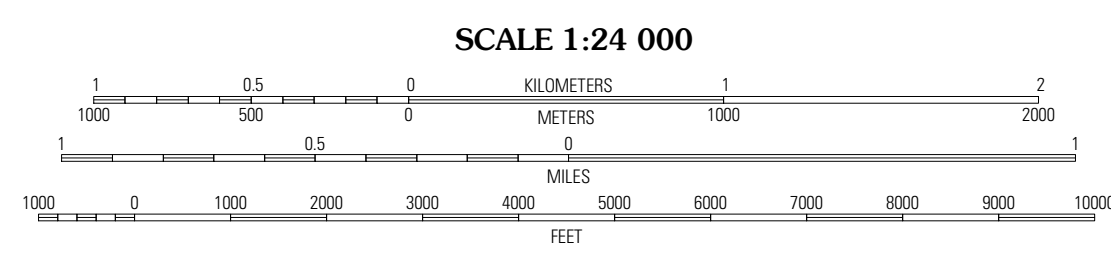 SCALE 1:24 000
1 0.5 0 KILOMETERS 1 2
1000 500 0 METERS 1000 2000
1 0.5 0 1
MILES
1000 0 1000 2000 3000 4000 5000 6000 7000 8000 9000 10000
FEET